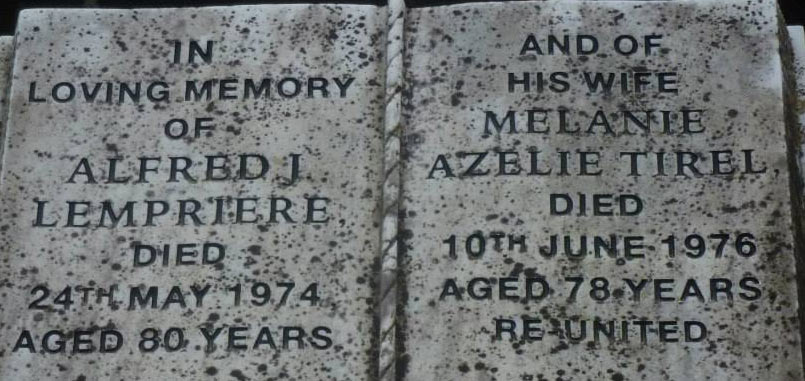 IN
LOVING MEMORY
OF
ALFRED J
LEMPRIERE
DIED
24TH MAY 1974
AGED 80 YEARS
AND OF
HIS WIFE
MELANIE
AZELIE TIREL
DIED
10TH JUNE 1976
AGED 78 YEARS
RE-UNITED